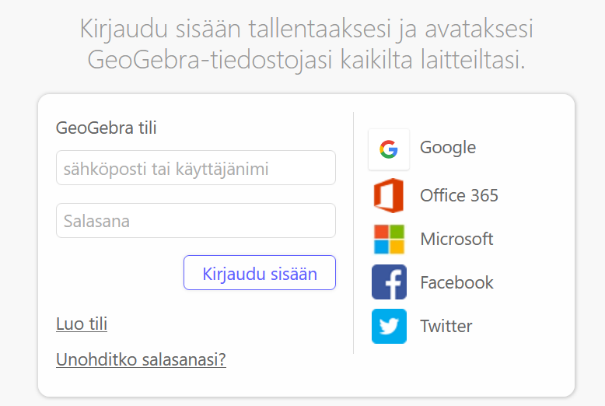 Kirjaudu sisään tallentaaksesi ja avataksesi
GeoGebra-tiedostojasi kaikilta laitteiltasi.
GeoGebra tili
sähköposti tai käyttäjänimi
Salasana
Kirjaudu sisään
Luo tili
Unohditko salasanasi?
Google
Office 365
Microsoft
Facebook
Twitter